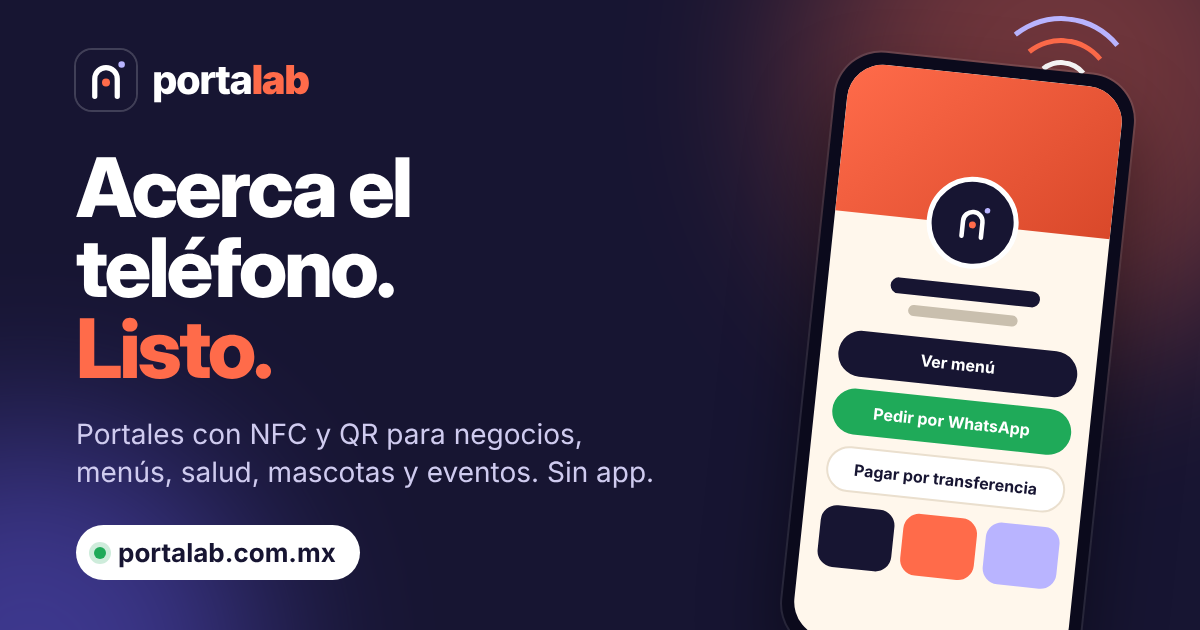 portalab
Acerca el
teléfono.
Listo.
Portales con NFC y QR para negocios,
menús, salud, mascotas y eventos. Sin app.
portalab.com.mx
Ver menú
Pedir por WhatsApp
Pagar por transferencia